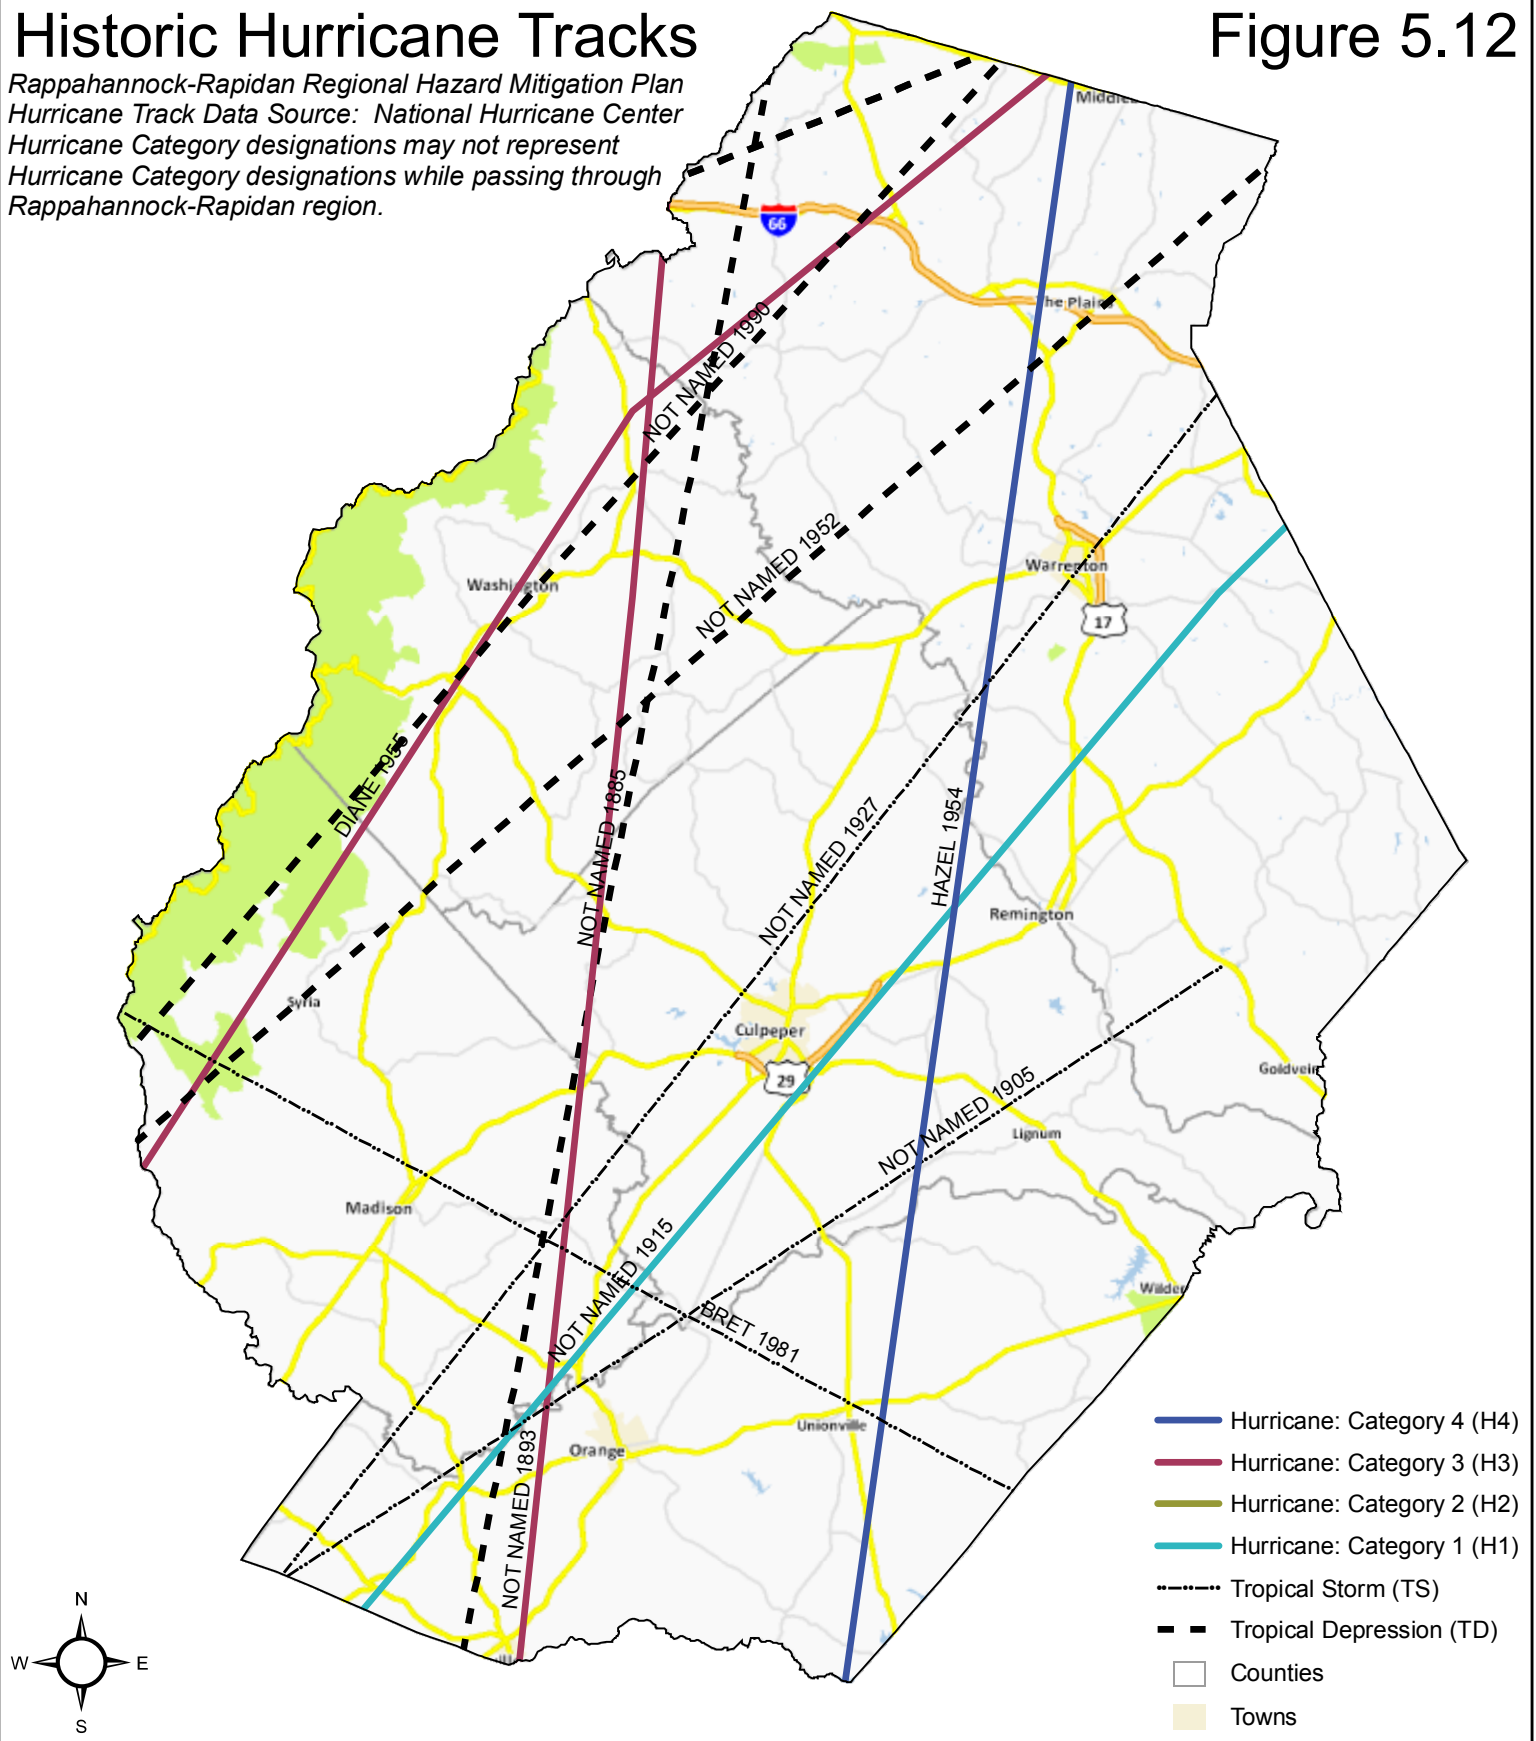 Historic Hurricane Tracks
Figure 5.12
Rappahannock-Rapidan Regional Hazard Mitigation Plan
Hurricane Track Data Source: National Hurricane Center
Hurricane Category designations may not represent
Hurricane Category designations while passing through
Rappahannock-Rapidan region.
66
The Plains
NOT NAMED 1990
NOT NAMED 1952
Washington
Warrenton
17
DIANE 1955
NOT NAMED 1885
NOT NAMED 1927
HAZEL 1954
Remington
Syria
Culpeper
29
NOT NAMED 1905
Goldvein
Lignum
Madison
NOT NAMED 1915
BRET 1981
Wilder
Unionville
Orange
NOT NAMED 1893
Hurricane: Category 4 (H4)
Hurricane: Category 3 (H3)
Hurricane: Category 2 (H2)
Hurricane: Category 1 (H1)
Tropical Storm (TS)
Tropical Depression (TD)
Counties
Towns
N
W
E
S